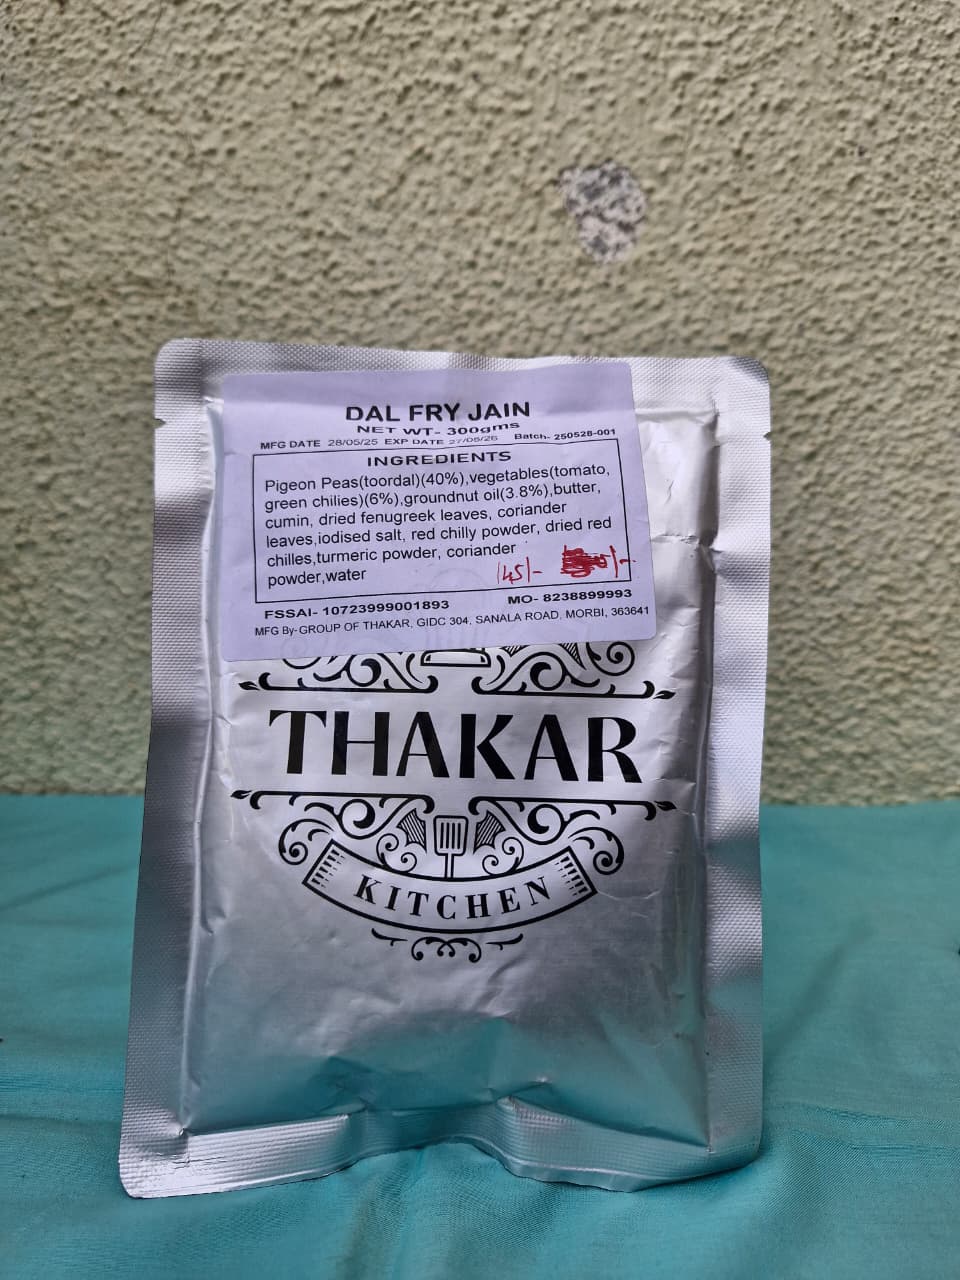 DAL FRY JAIN
NET WT- 300gms
MFG DATE 28/05/25 EXP DATE 27/05/26 Batch- 250528-001
INGREDIENTS
Pigeon Peas(toordal)(40%),vegetables(tomato,
green chilies)(6%),groundnut oil(3.8%),butter,
cumin, dried fenugreek leaves, coriander
leaves,iodised salt, red chilly powder, dried red
chilles,turmeric powder, coriander
powder,water
145/-
FSSAI- 10723999001893 MO- 8238899993
MFG By- GROUP OF THAKAR, GIDC 304, SANALA ROAD, MORBI, 363641
THAKAR
KITCHEN